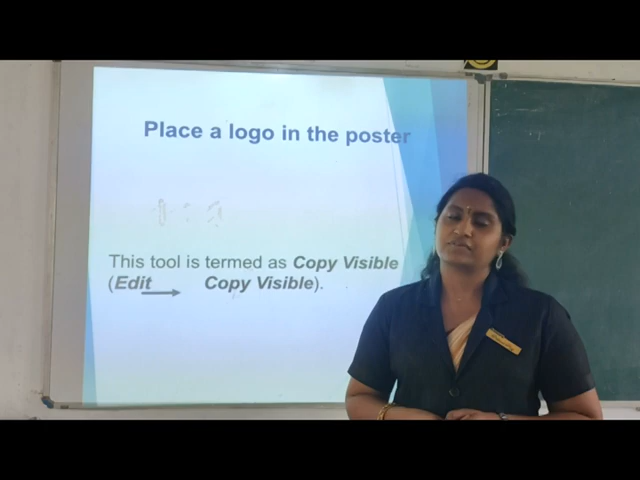 Place a logo in the poster
This tool is termed as Copy Visible
(Edit Copy Visible).